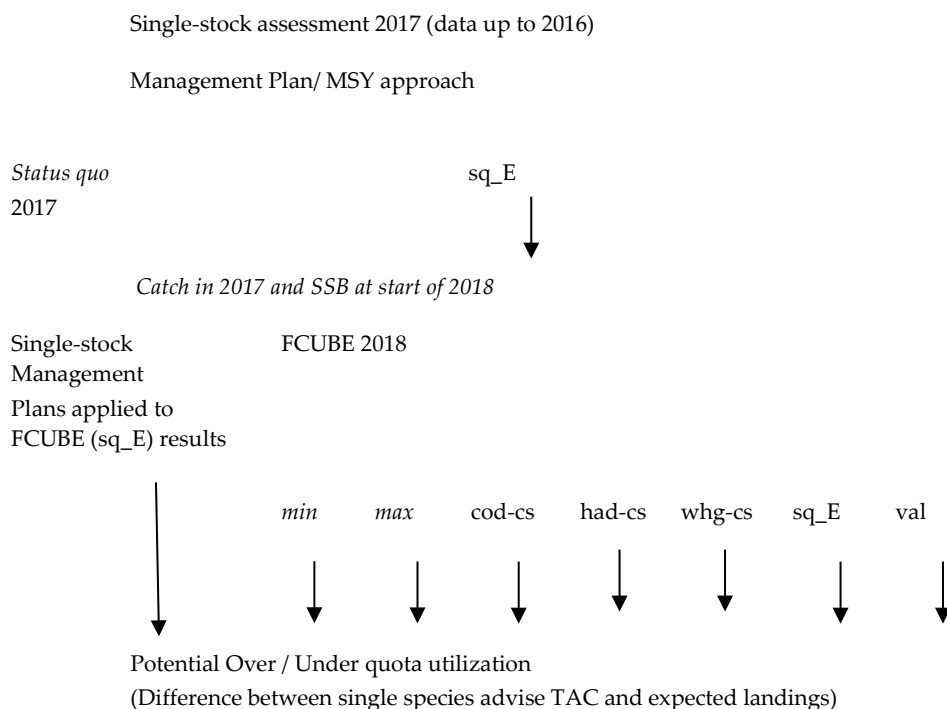 Single-stock assessment 2017 (data up to 2016)
Management Plan/ MSY approach
Status quo
2017
sq_E
Catch in 2017 and SSB at start of 2018
Single-stock
Management
Plans applied to
FCUBE (sq_E) results
FCUBE 2018
min max cod-cs had-cs whg-cs sq_E val
Potential Over / Under quota utilization
(Difference between single species advise TAC and expected landings)